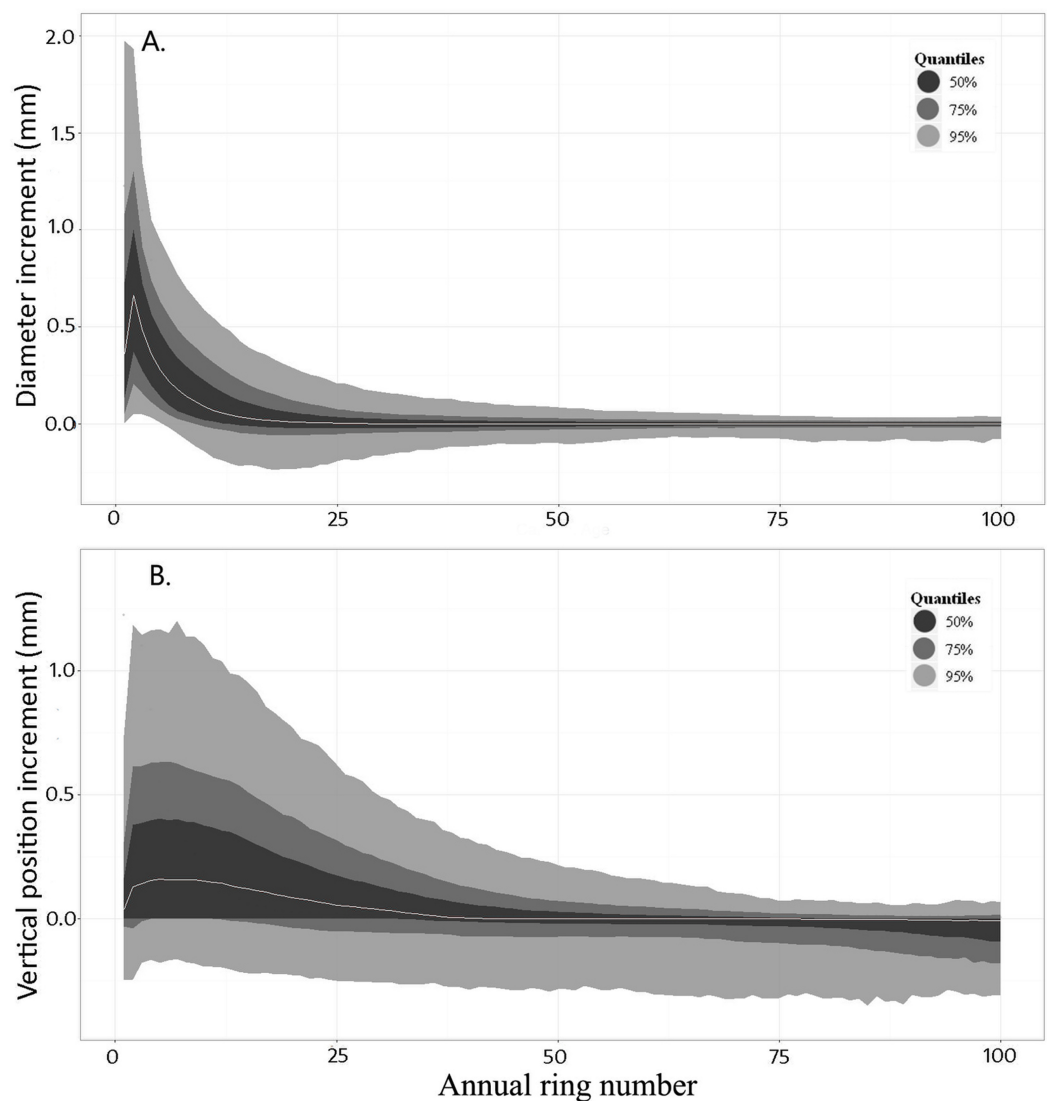 A.
Diameter increment (mm)
2.0
1.5
1.0
0.5
0.0
Quantiles
50%
75%
95%
0 25 50 75 100
B.
Vertical position increment (mm)
1.0
0.5
0.0
Quantiles
50%
75%
95%
0 25 50 75 100
Annual ring number